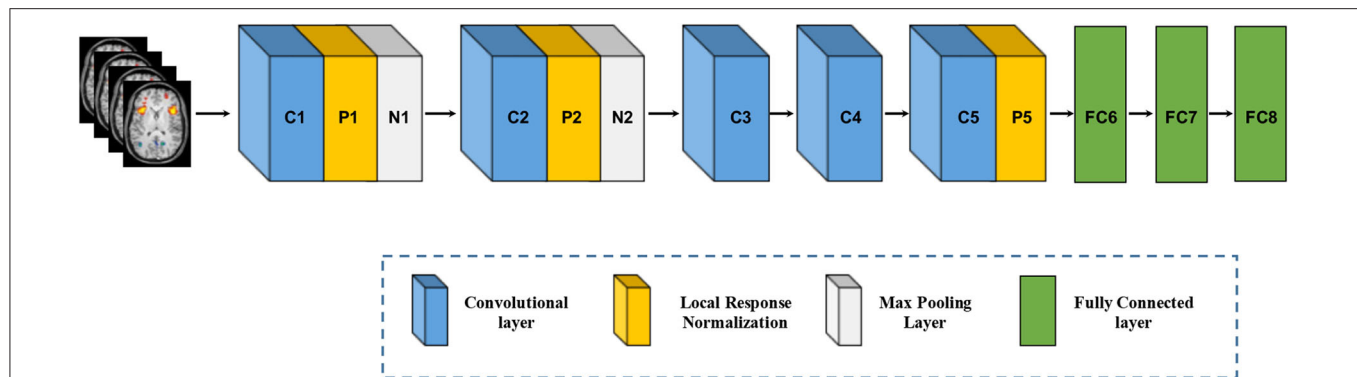 C1 P1 N1 C2 P2 N2 C3 C4 C5 P5 FC6 FC7 FC8
Convolutional
layer
Local Response
Normalization
Max Pooling
Layer
Fully Connected
layer